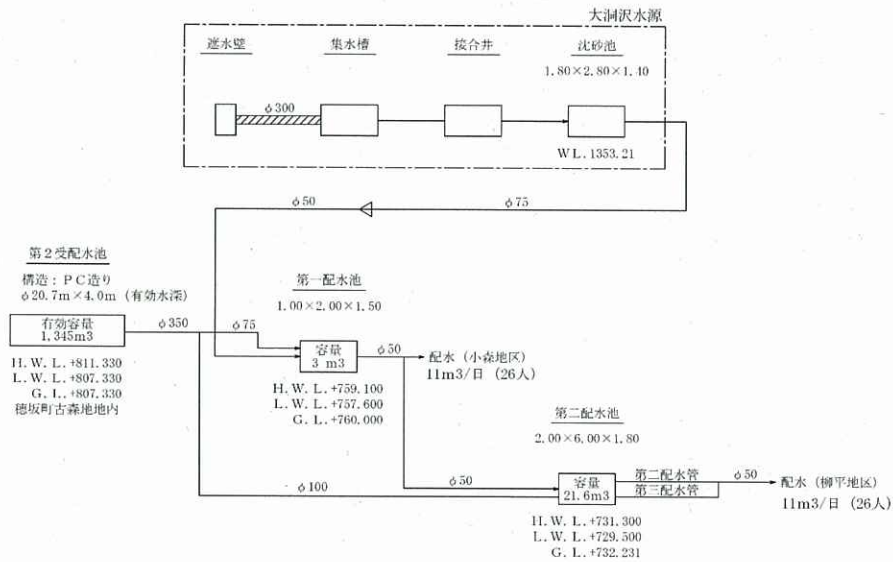 大洞沢水源
遮水壁 集水槽 接合井 沈砂池
1.80×2.80×1.40
φ300
WL.1353.21
φ50 φ75
第2受配水池
構造：PC造り
φ20.7m×4.0m (有効水深)
有効容量
1,345m3
H.W.L.+811.330
L.W.L.+807.330
G.L.+807.330
穂坂町古森地地内
φ350 φ75
第一配水池
1.00×2.00×1.50
容量
3 m3
φ50
配水（小森地区）
11m3/日（26人）
H.W.L.+759.100
L.W.L.+757.600
G.L.+760.000
第二配水池
2.00×6.00×1.80
φ100 φ50
容量
21.6m3
第二配水管 φ50
第三配水管
配水（柳平地区）
11m3/日（26人）
H.W.L.+731.300
L.W.L.+729.500
G.L.+732.231